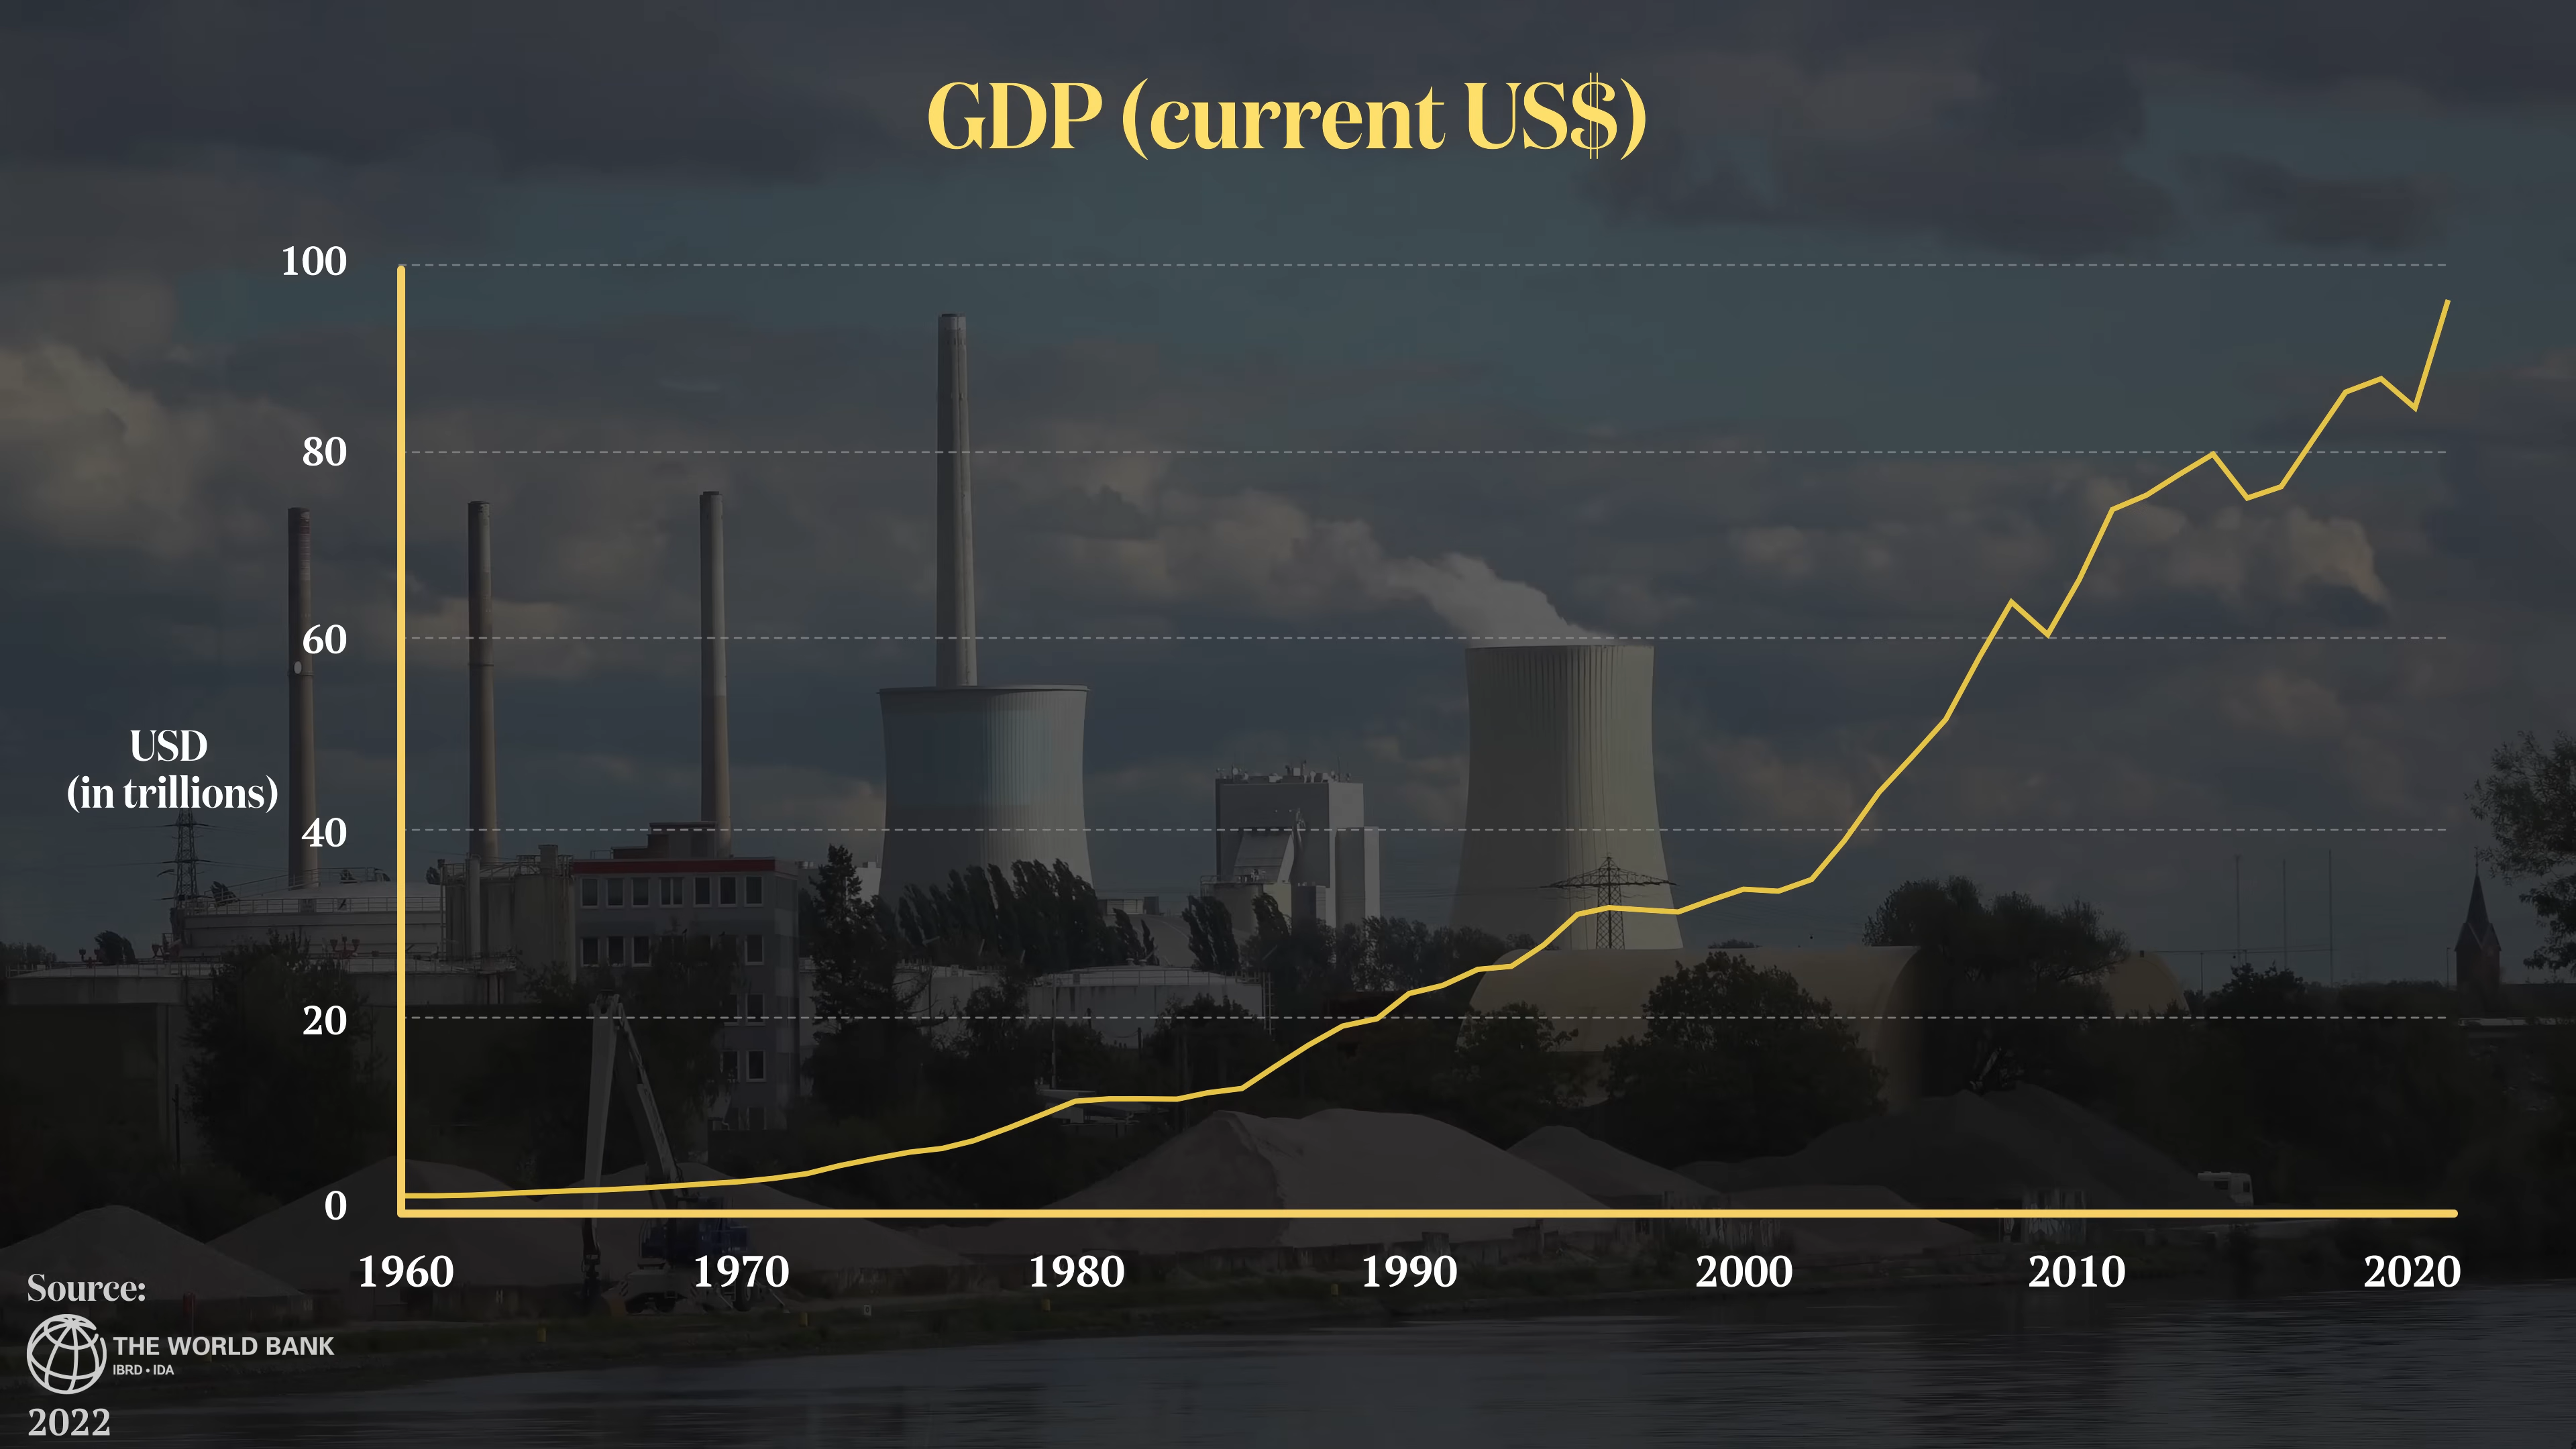 GDP (current US$)
100
80
60
USD
(in trillions)
40
20
0
1960 1970 1980 1990 2000 2010 2020
Source:
THE WORLD BANK
IBRD • IDA
2022